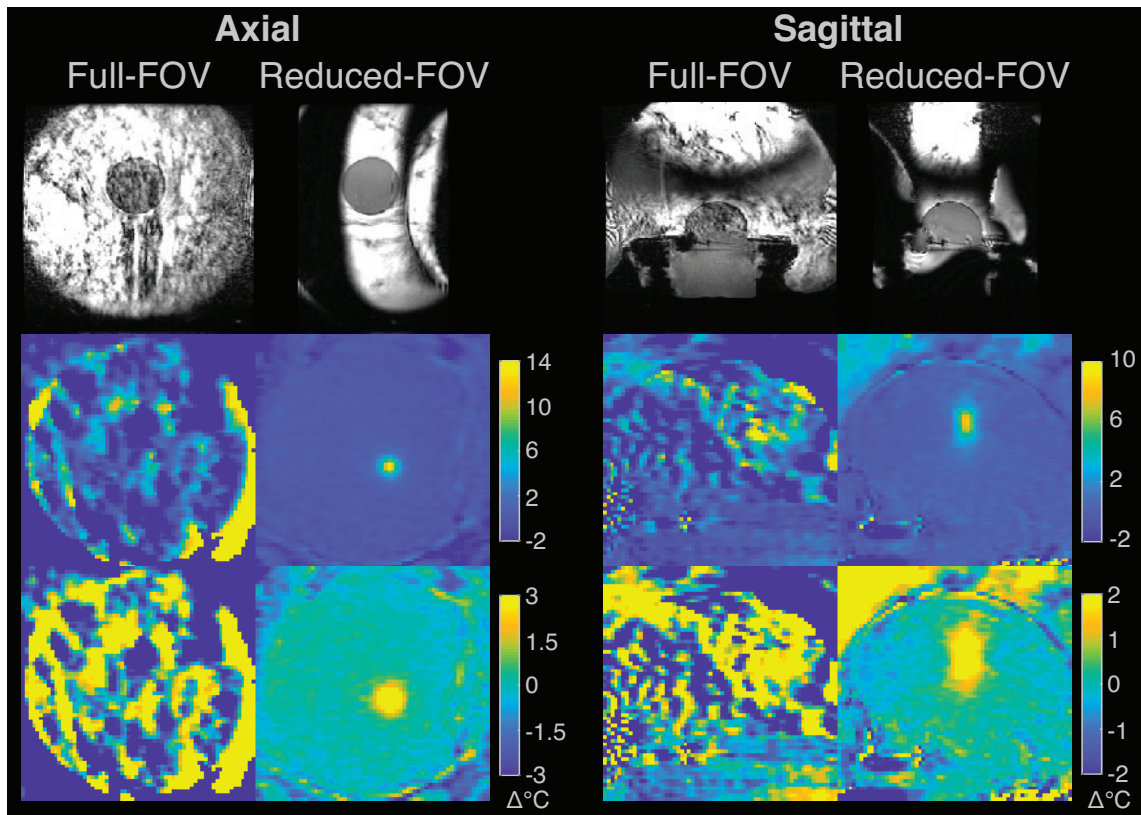 Axial
Sagittal
Full-FOV
Reduced-FOV
Full-FOV
Reduced-FOV
14
10
6
2
-2
10
6
2
-2
3
1.5
0
-1.5
-3
Δ°C
2
1
0
-1
-2
Δ°C